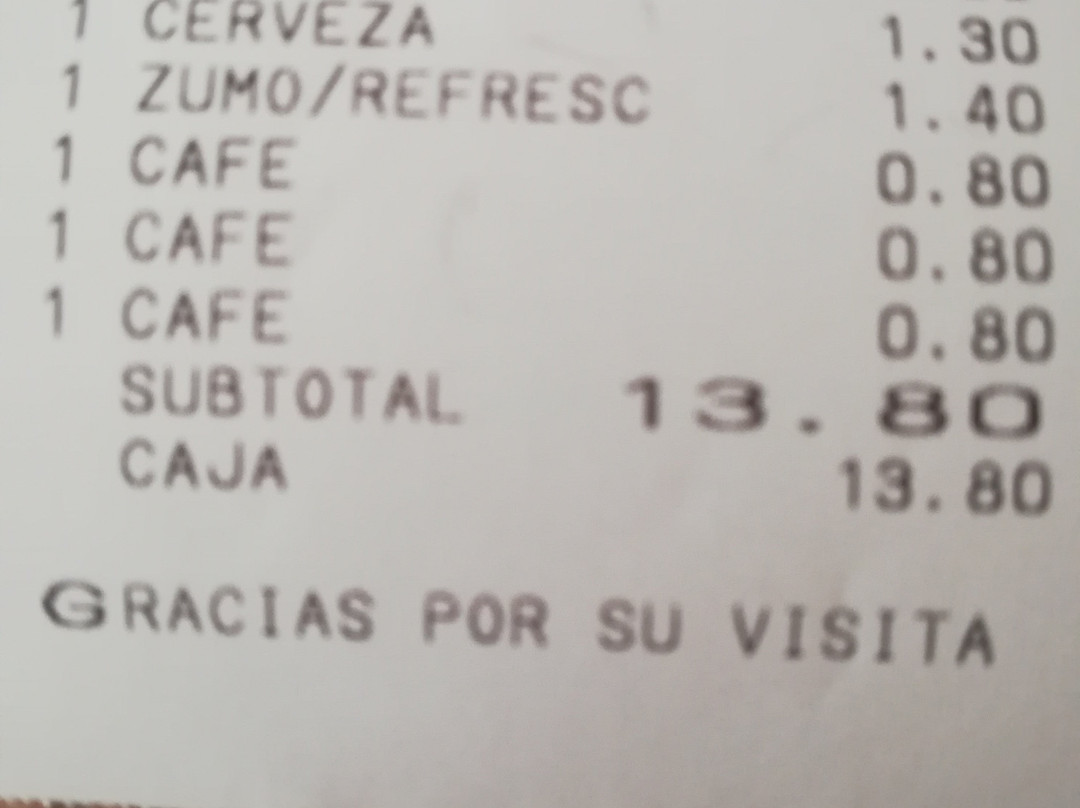 1 CERVEZA 1.30
1 ZUMO/REFRESC 1.40
1 CAFE 0.80
1 CAFE 0.80
1 CAFE 0.80
SUBTOTAL 13.80
CAJA 13.80
GRACIAS POR SU VISITA